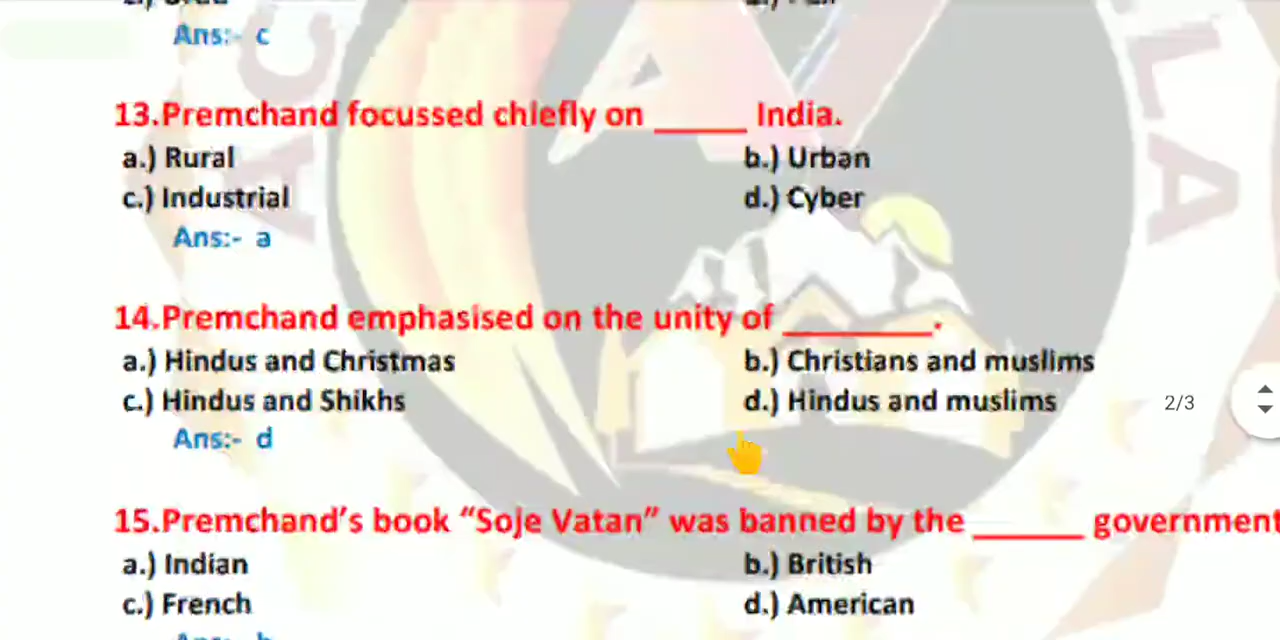 Ans:- c
13.Premchand focussed chiefly on ______ India.
a.) Rural b.) Urban
c.) Industrial d.) Cyber
Ans:- a
14.Premchand emphasised on the unity of __________.
a.) Hindus and Christmas b.) Christians and muslims
c.) Hindus and Shikhs d.) Hindus and muslims
2/3
Ans:- d
15.Premchand's book “Soje Vatan” was banned by the _______ government
a.) Indian b.) British
c.) French d.) American